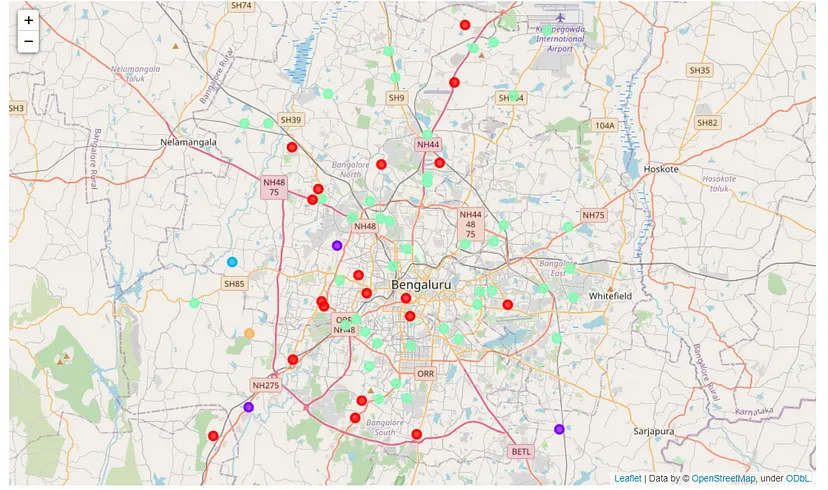 +
−
SH74
Kempegowda
International
Airport
Nelamangala
taluk
Bangalore Rural
SH35
SH9
SH104
SH3
SH39
104A
SH82
Nelamangala
NH44
Bangalore
North
Bangalore Rural
Hoskote
Hosakote
taluk
NH48
75
NH44
48
75
NH75
NH48
Bangalore
East
SH85
Bengaluru
Whitefield
ORR
NH48
ORR
NH275
Bangalore Rural
Karnataka
Bangalore
South
Sarjapura
BETL
Leaflet | Data by © OpenStreetMap, under ODbL.